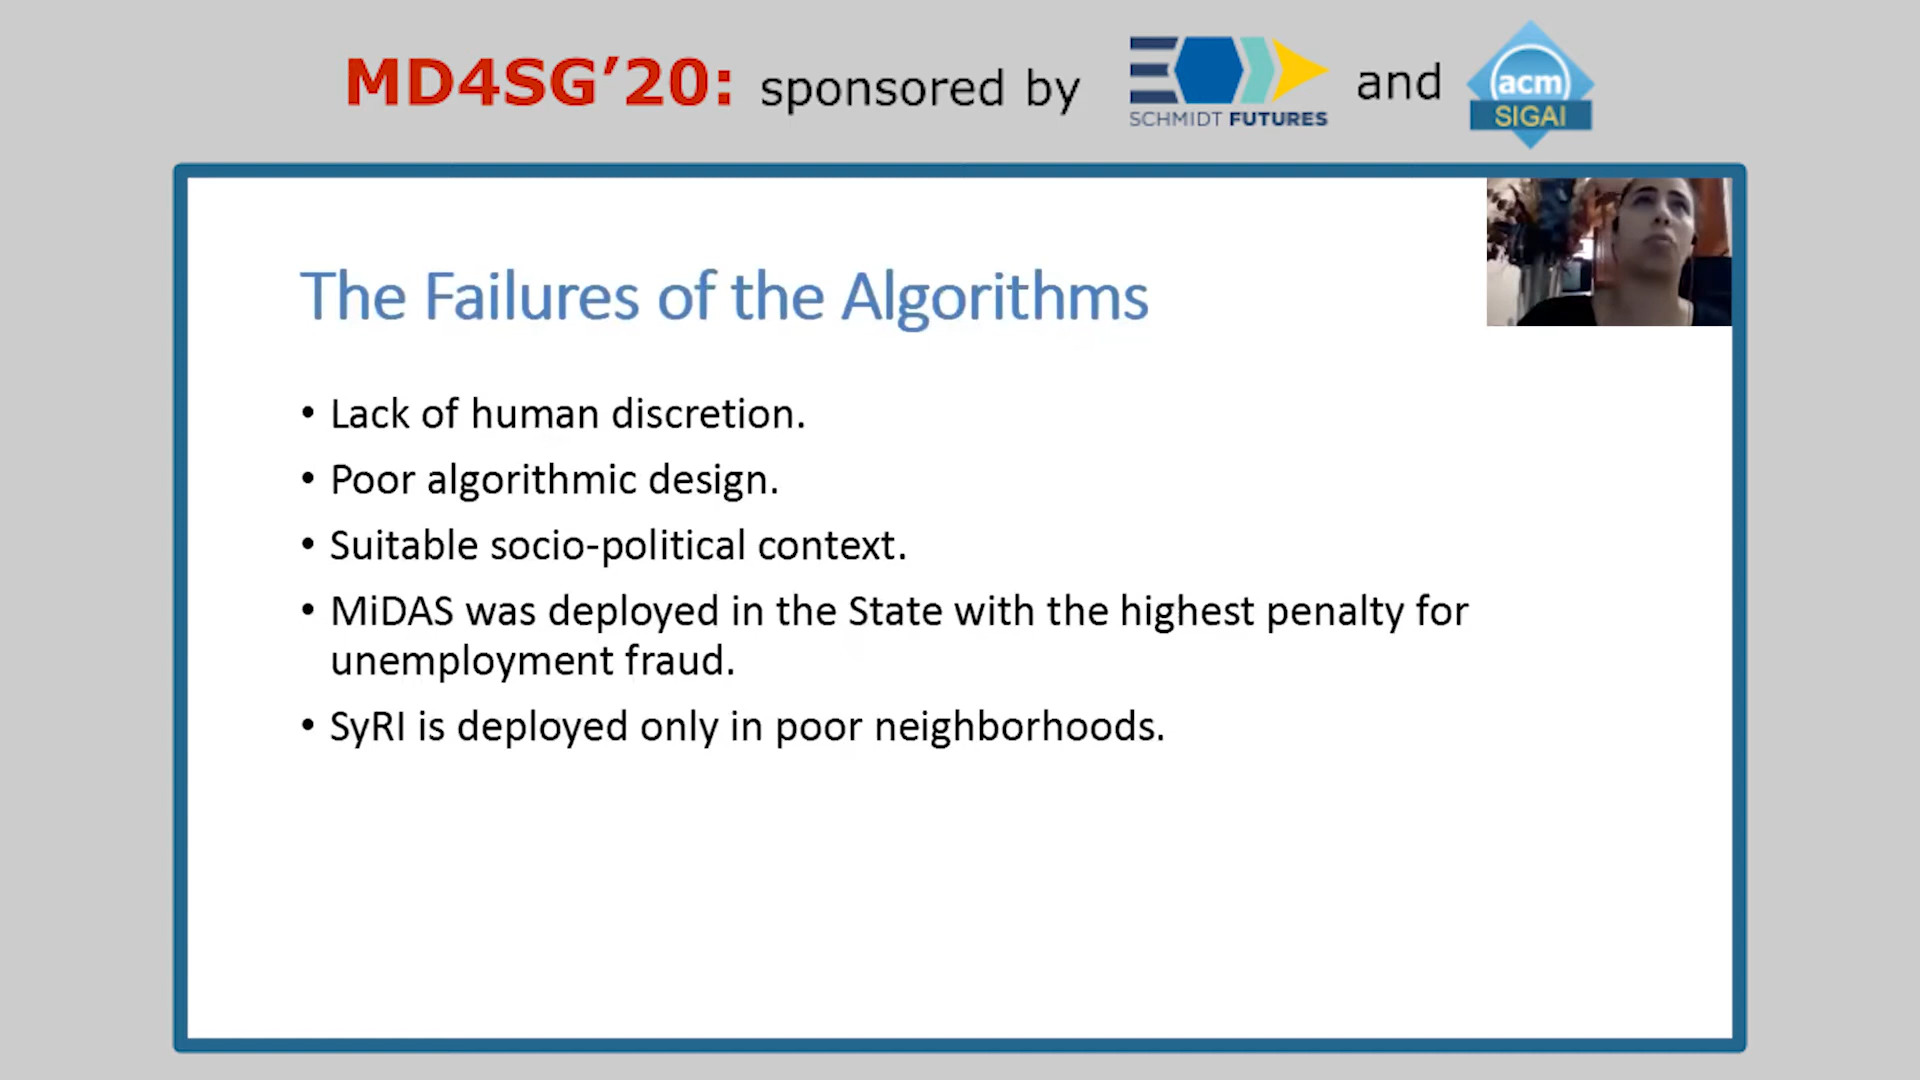 MD4SG’20: sponsored by
SCHMIDT FUTURES
and
acm
SIGAI
The Failures of the Algorithms
• Lack of human discretion.
• Poor algorithmic design.
• Suitable socio-political context.
• MiDAS was deployed in the State with the highest penalty for
unemployment fraud.
• SyRI is deployed only in poor neighborhoods.